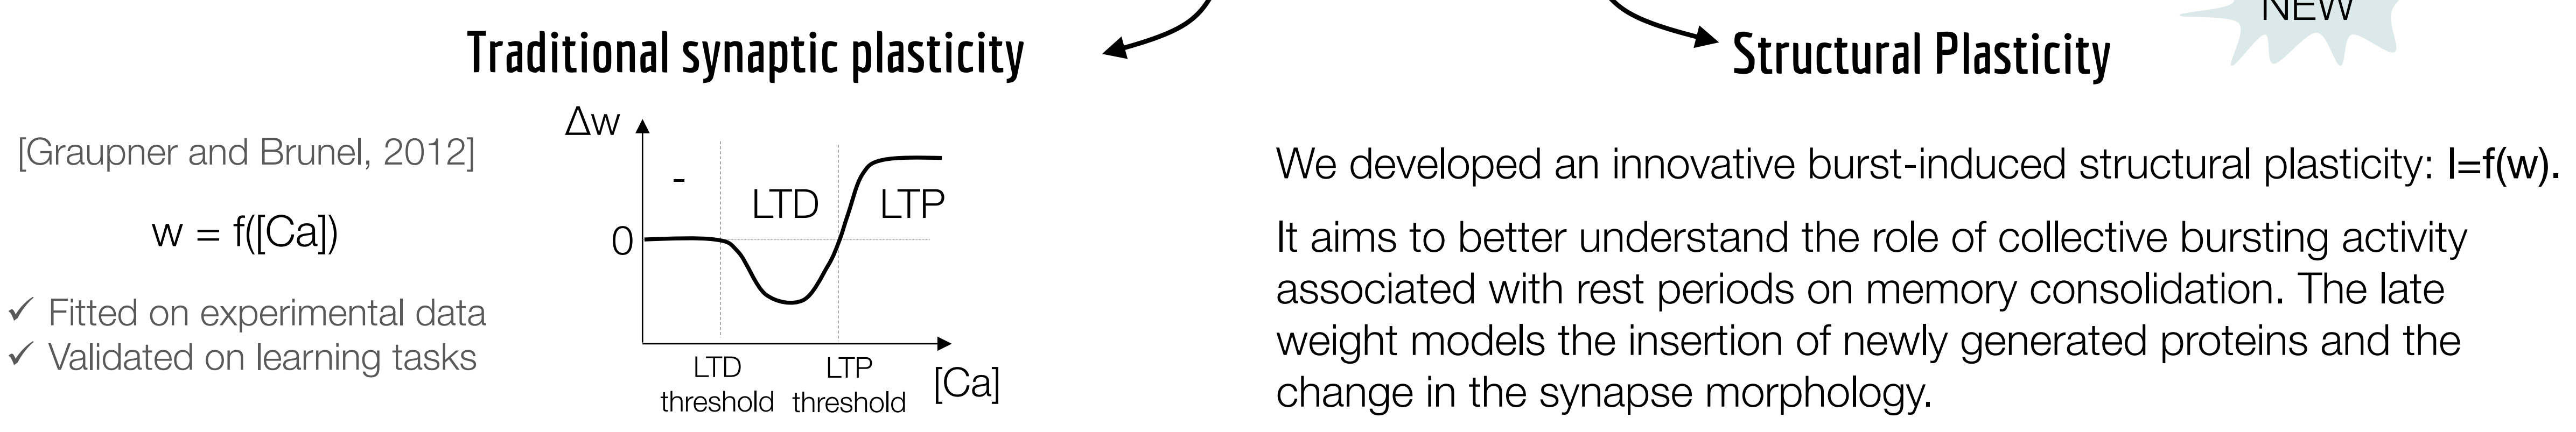 NEW
Traditional synaptic plasticity
Structural Plasticity
[Graupner and Brunel, 2012]
w = f([Ca])
✓ Fitted on experimental data
✓ Validated on learning tasks
Δw
-
LTD
LTP
0
LTD threshold
LTP threshold
[Ca]
We developed an innovative burst-induced structural plasticity: l=f(w).
It aims to better understand the role of collective bursting activity
associated with rest periods on memory consolidation. The late
weight models the insertion of newly generated proteins and the
change in the synapse morphology.